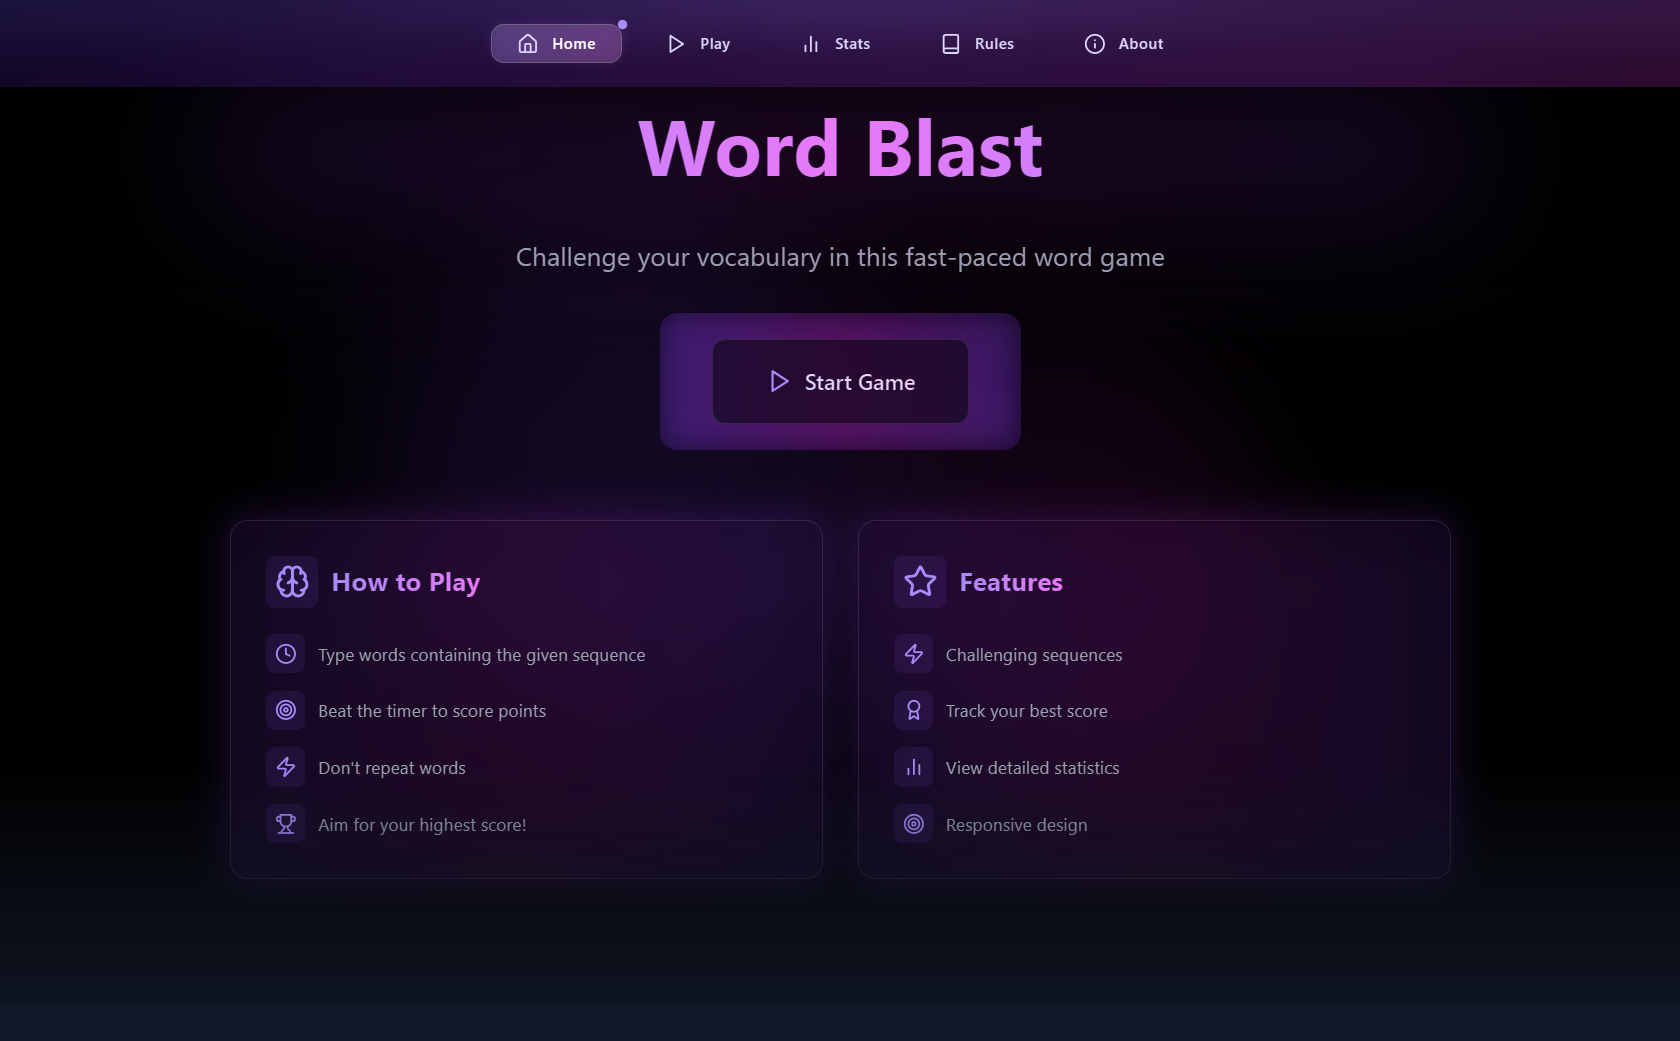 Home
Play
Stats
Rules
About
Word Blast
Challenge your vocabulary in this fast-paced word game
Start Game
How to Play
Type words containing the given sequence
Beat the timer to score points
Don't repeat words
Aim for your highest score!
Features
Challenging sequences
Track your best score
View detailed statistics
Responsive design